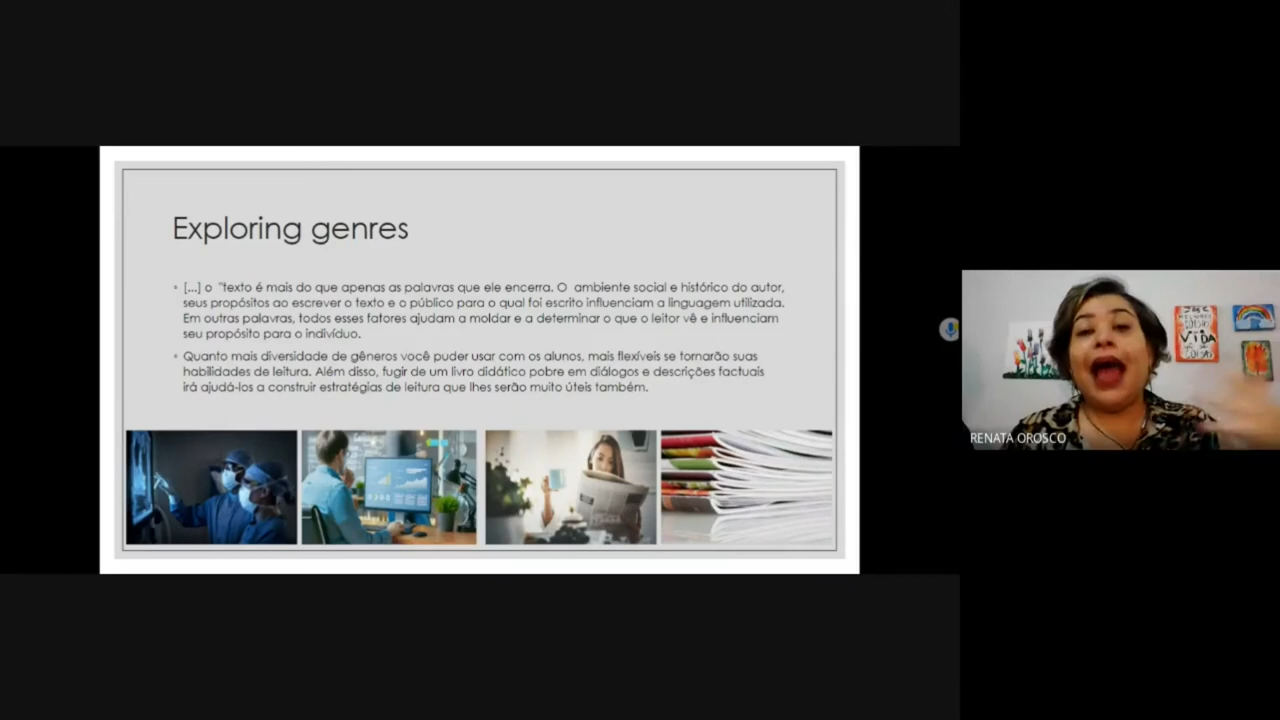 Exploring genres
[...] o "texto é mais do que apenas as palavras que ele encerra. O ambiente social e histórico do autor,
seus propósitos ao escrever o texto e o público para o qual foi escrito influenciam a linguagem utilizada.
Em outras palavras, todos esses fatores ajudam a moldar e a determinar o que o leitor vê e influenciam
seu propósito para o indivíduo.
Quanto mais diversidade de gêneros você puder usar com os alunos, mais flexíveis se tornarão suas
habilidades de leitura. Além disso, fugir de um livro didático pobre em diálogos e descrições factuais
irá ajudá-los a construir estratégias de leitura que lhes serão muito úteis também.
VIDA
RENATA OROSCO